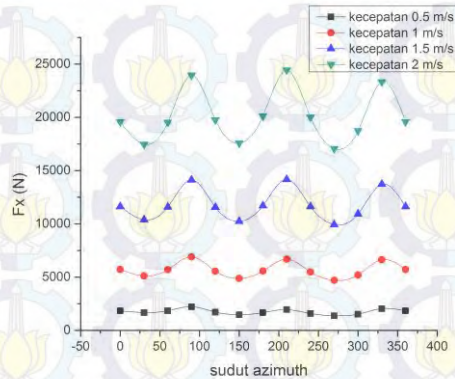 kecepatan 0.5 m/s
kecepatan 1 m/s
kecepatan 1.5 m/s
kecepatan 2 m/s
25000
20000
15000
10000
5000
0
Fx (N)
-50 0 50 100 150 200 250 300 350 400
sudut azimuth